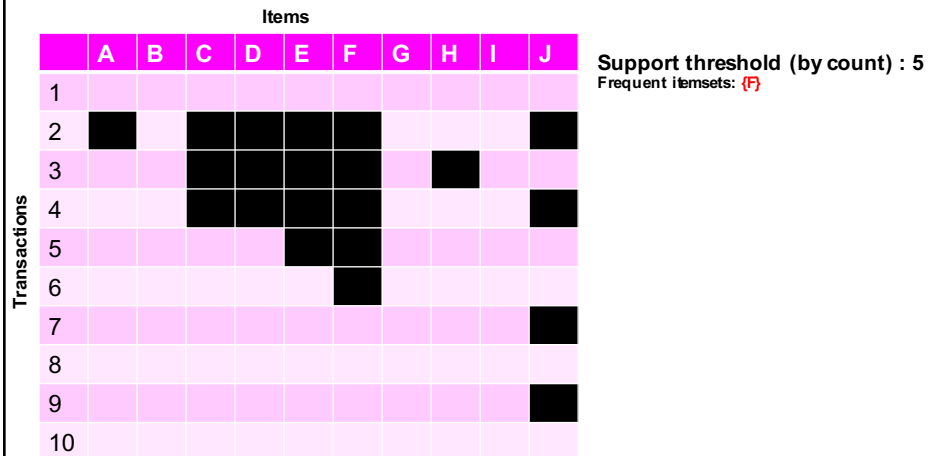 Items
A B C D E F G H I J
Support threshold (by count) : 5
Frequent itemsets: {F}
Transactions
1
2
3
4
5
6
7
8
9
10